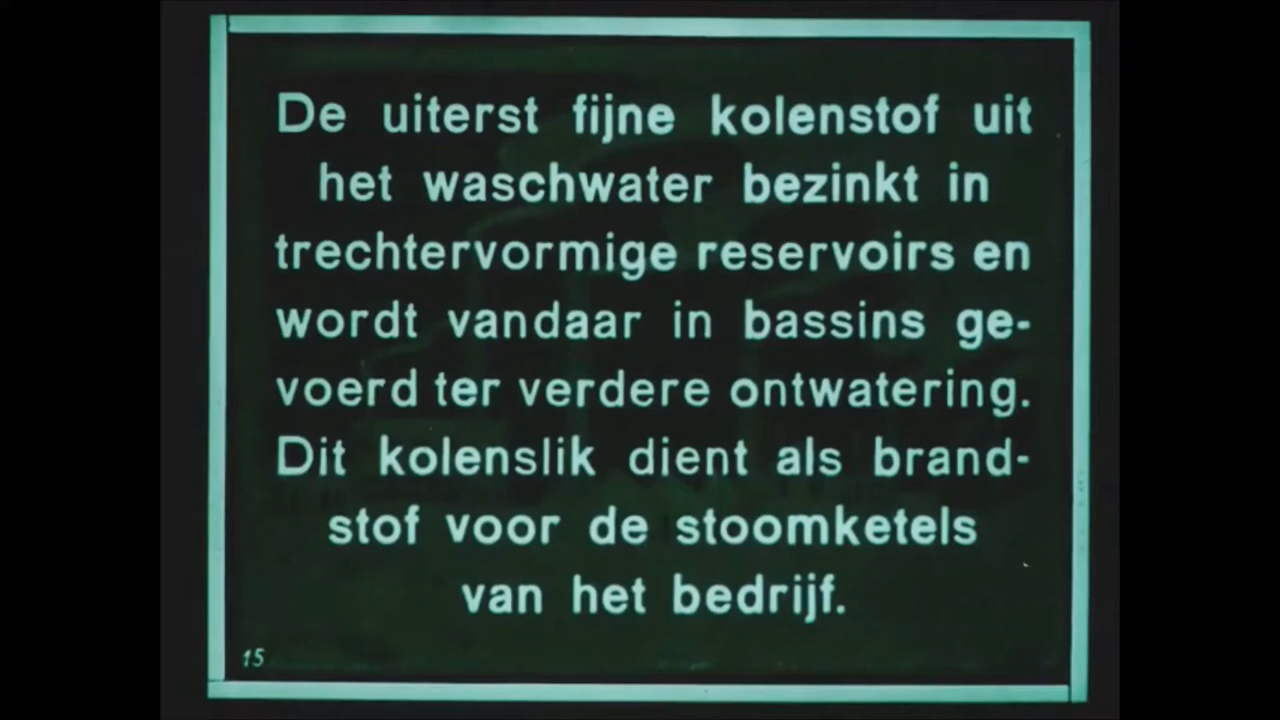 De uiterst fijne kolenstof uit
het waschwater bezinkt in
trechtervormige reservoirs en
wordt vandaar in bassins ge-
voerd ter verdere ontwatering.
Dit kolenslik dient als brand-
stof voor de stoomketels
van het bedrijf.
15